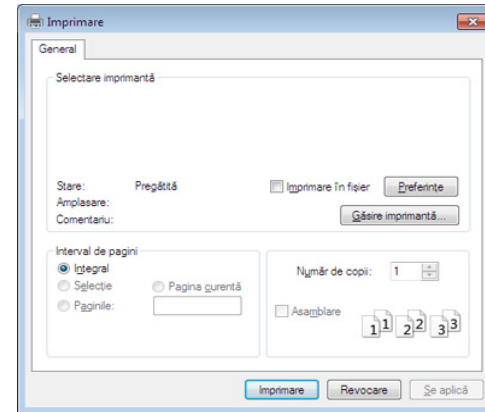 Imprimare
General
Selectare imprimantă
Stare: Pregătită
Imprimare în fișier
Preferințe
Amplasare:
Comentariu:
Găsire imprimantă...
Interval de pagini
Integral
Selecție
Pagina curentă
Paginile:
Număr de copii: 1
Asamblare
1 1 2 2 3 3
Imprimare Revocare Se aplică